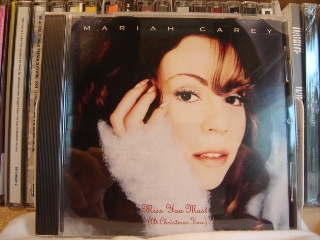 MARIAH CAREY
Miss You Most
(At Christmas Time)